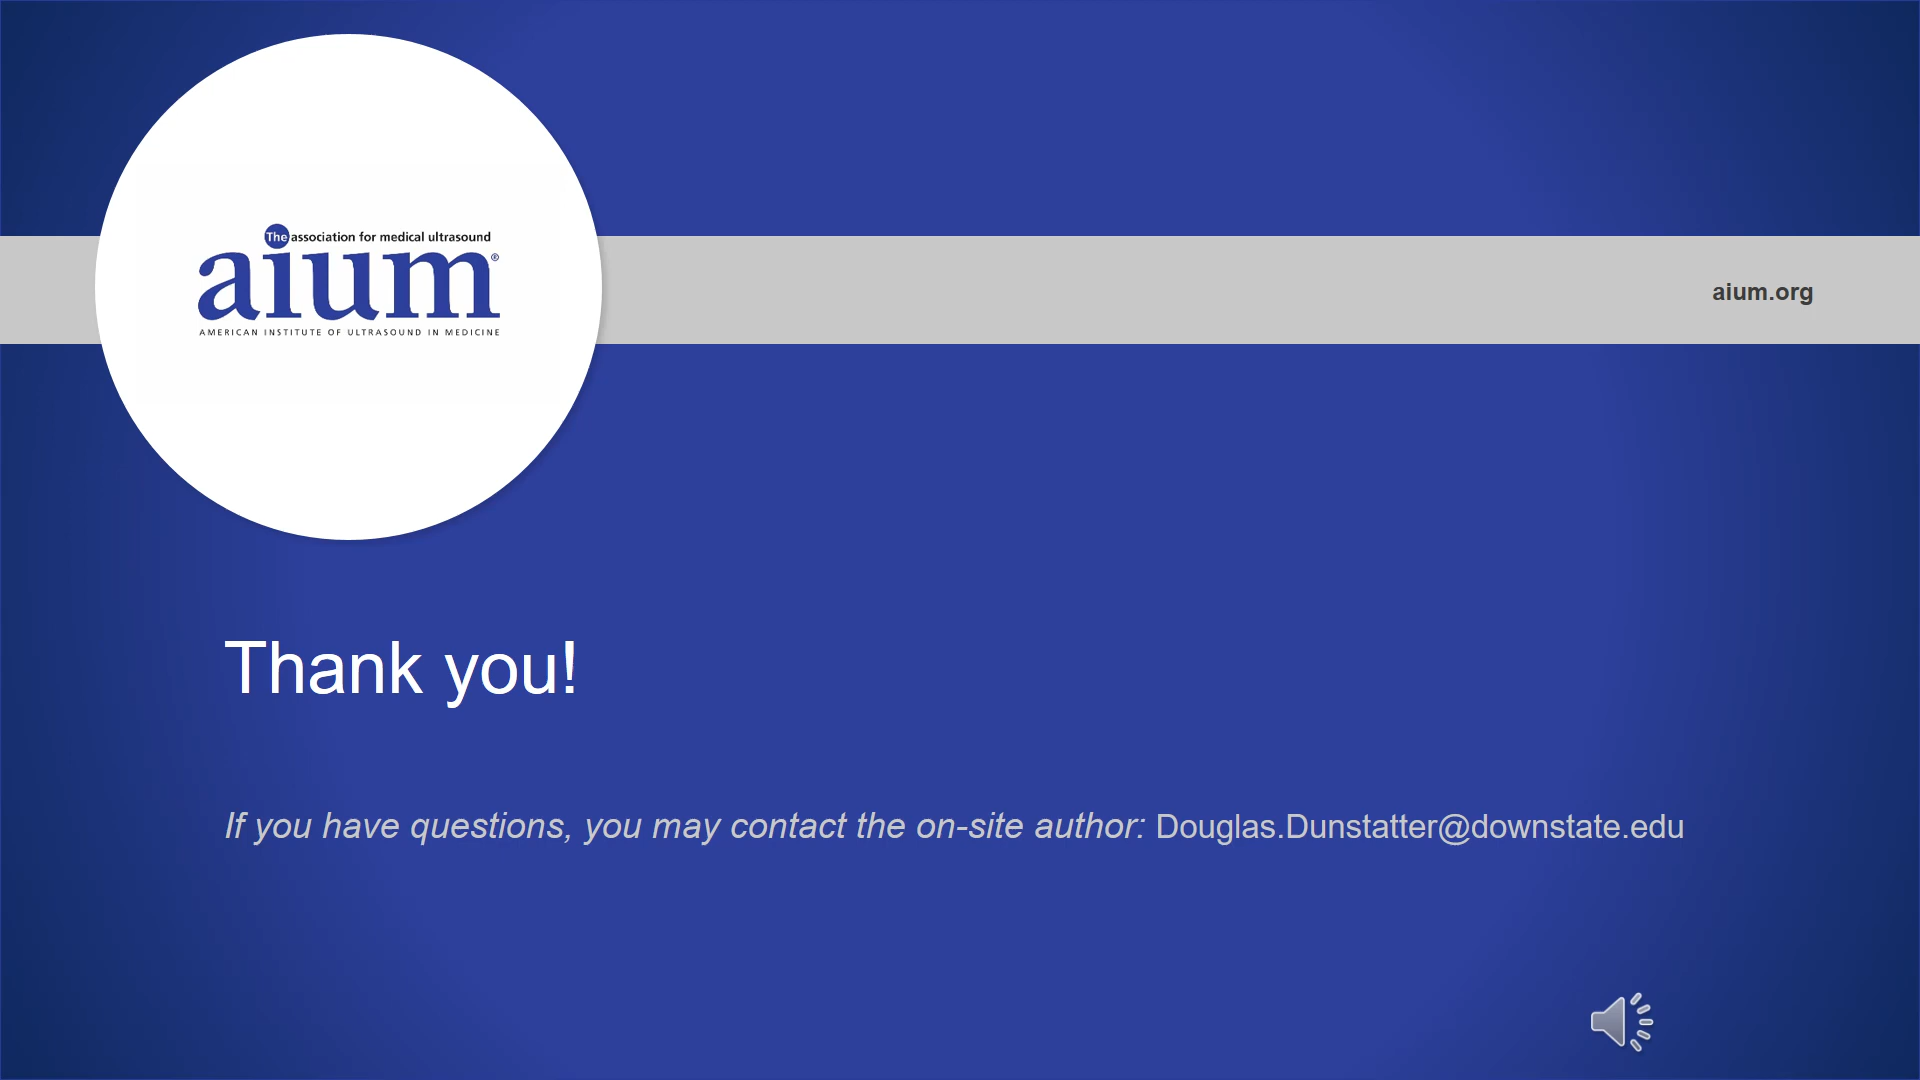 The association for medical ultrasound
aium®
AMERICAN INSTITUTE OF ULTRASOUND IN MEDICINE
aium.org
Thank you!
If you have questions, you may contact the on-site author: Douglas.Dunstatter@downstate.edu